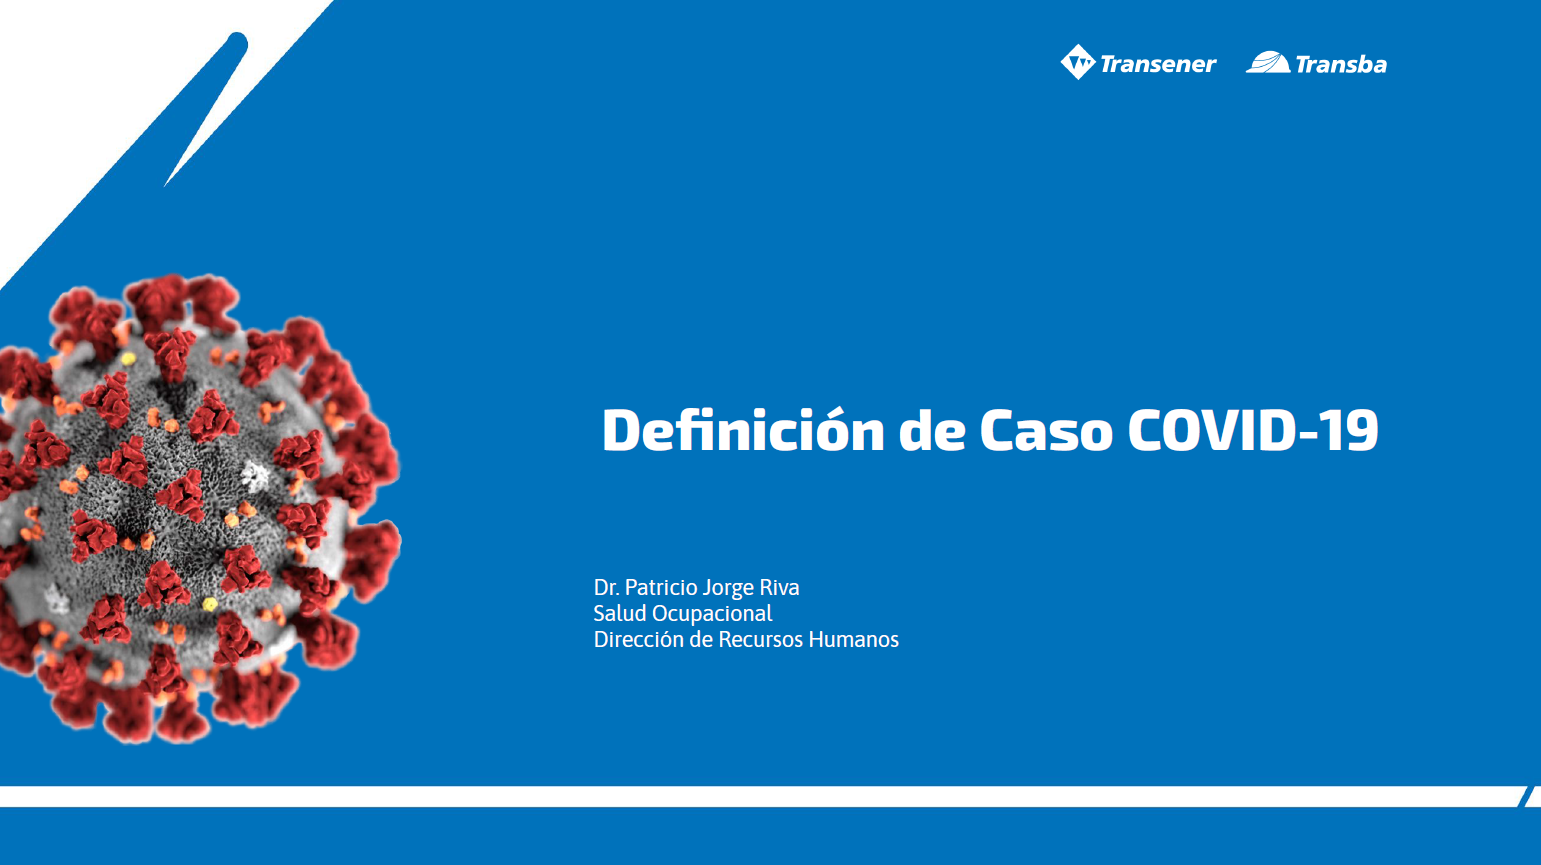 Transener Transba
Definición de Caso COVID-19
Dr. Patricio Jorge Riva
Salud Ocupacional
Dirección de Recursos Humanos